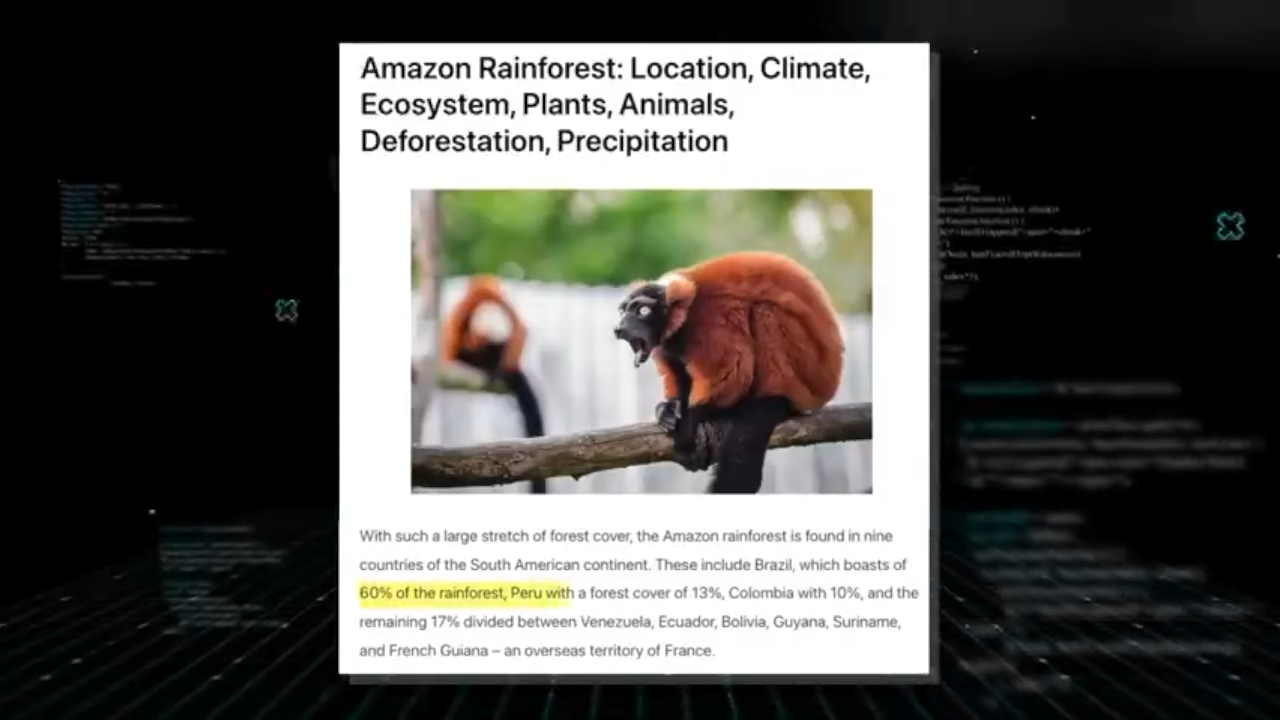 Amazon Rainforest: Location, Climate,
Ecosystem, Plants, Animals,
Deforestation, Precipitation
With such a large stretch of forest cover, the Amazon rainforest is found in nine
countries of the South American continent. These include Brazil, which boasts of
60% of the rainforest, Peru with a forest cover of 13%, Colombia with 10%, and the
remaining 17% divided between Venezuela, Ecuador, Bolivia, Guyana, Suriname,
and French Guiana – an overseas territory of France.